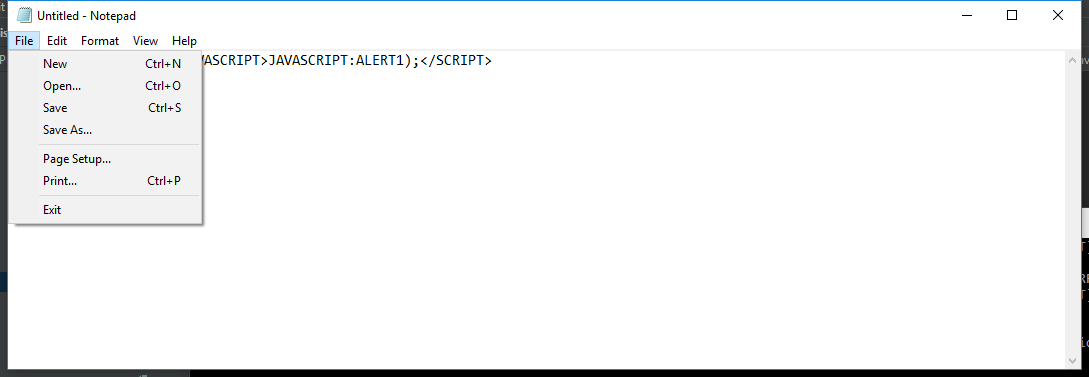 Untitled - Notepad
File Edit Format View Help
VASCRIPT>JAVASCRIPT:ALERT1);</SCRIPT>
New Ctrl+N
Open... Ctrl+O
Save Ctrl+S
Save As...
Page Setup...
Print... Ctrl+P
Exit